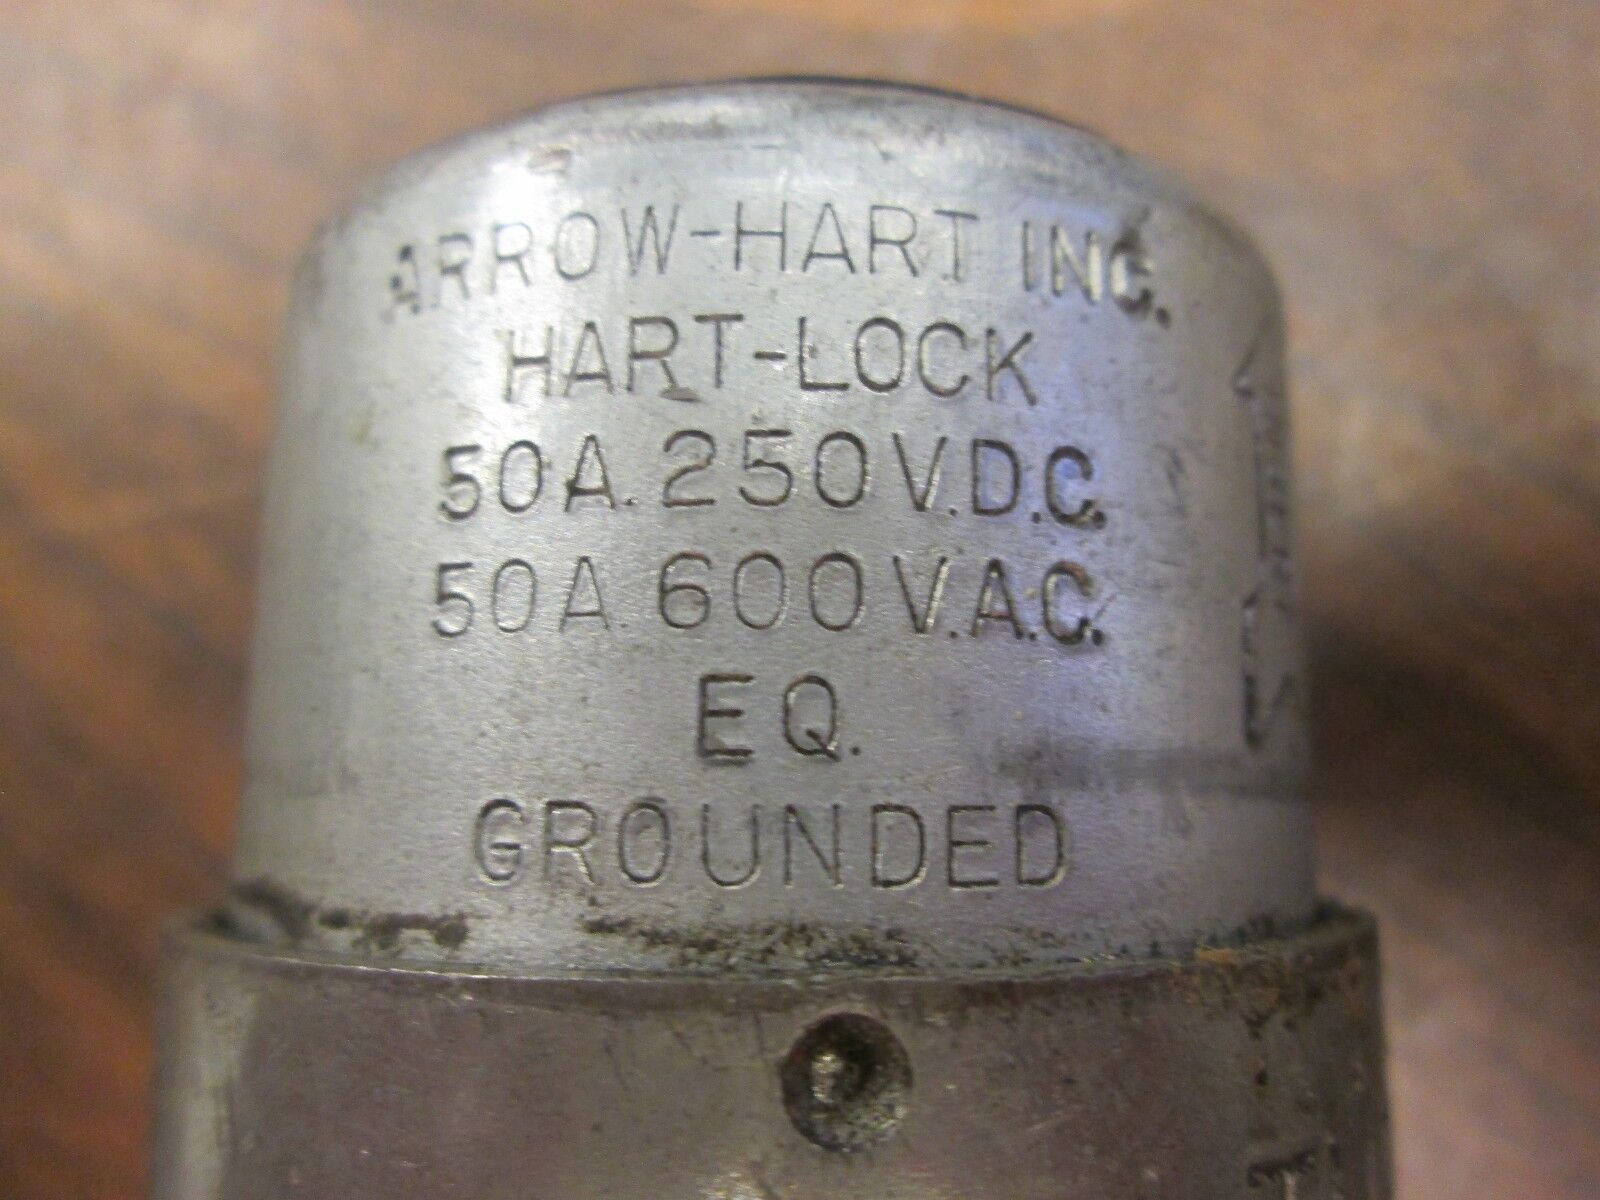 ARROW-HART INC.
HART-LOCK
50A. 250V.D.C.
50A. 600V.A.C.
EQ.
GROUNDED